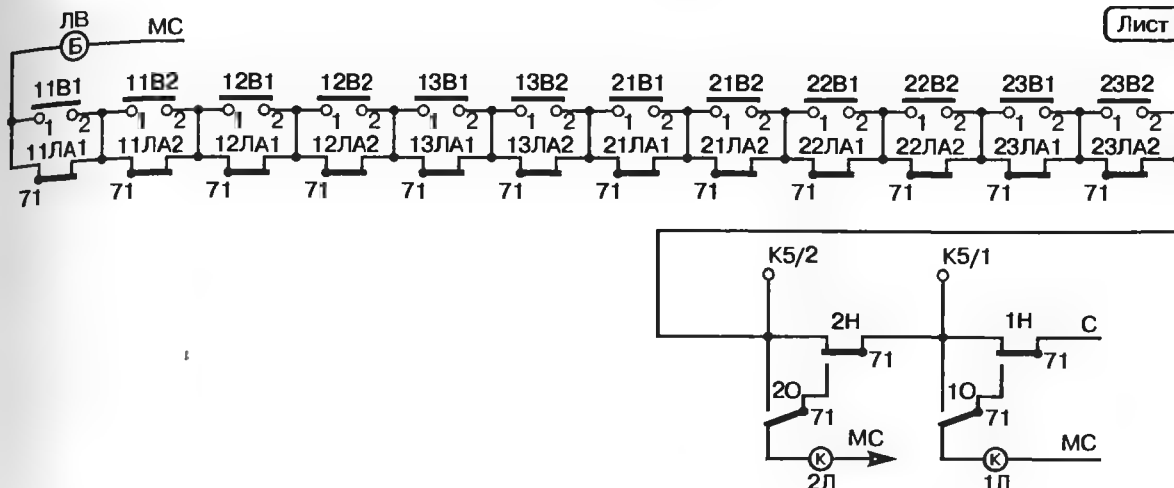 ЛВ
Б
МС
Лист
11В1 11В2 12В1 12В2 13В1 13В2 21В1 21В2 22В1 22В2 23В1 23В2
1 2 1 2 1 2 1 2 1 2 1 2 1 2 1 2 1 2 1 2 1 2 1 2
11ЛА1 11ЛА2 12ЛА1 12ЛА2 13ЛА1 13ЛА2 21ЛА1 21ЛА2 22ЛА1 22ЛА2 23ЛА1 23ЛА2
71 71 71 71 71 71 71 71 71 71 71 71
К5/2 К5/1
2Н 1Н С
71 71
2О 1О
71 71
МС МС
К К
2Л 1Л